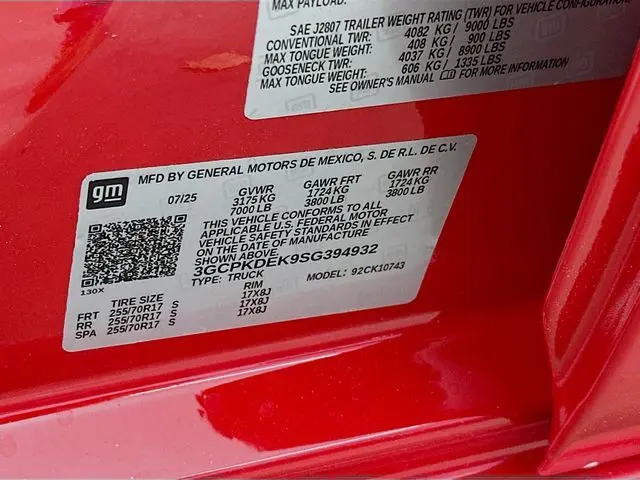 MAX PAYLOAD:
SAE J2807 TRAILER WEIGHT RATING (TWR) FOR VEHICLE CONFIGURATION
CONVENTIONAL TWR: 4082 KG / 9000 LBS
MAX TONGUE WEIGHT: 408 KG / 900 LBS
GOOSENECK TWR: 4037 KG / 8900 LBS
MAX TONGUE WEIGHT: 606 KG / 1335 LBS
SEE OWNER'S MANUAL FOR MORE INFORMATION
gm
MFD BY GENERAL MOTORS DE MEXICO, S. DE R.L. DE C.V.
07/25 GVWR GAWR FRT GAWR RR
3175 KG 1724 KG 1724 KG
7000 LB 3800 LB 3800 LB
THIS VEHICLE CONFORMS TO ALL
APPLICABLE U.S. FEDERAL MOTOR
VEHICLE SAFETY STANDARDS IN EFFECT
ON THE DATE OF MANUFACTURE
SHOWN ABOVE.
3GCPKDEK9SG394932
TYPE: TRUCK MODEL: 92CK10743
130X
TIRE SIZE RIM
FRT 255/70R17 S 17X8J
RR 255/70R17 S 17X8J
SPA 255/70R17 S 17X8J